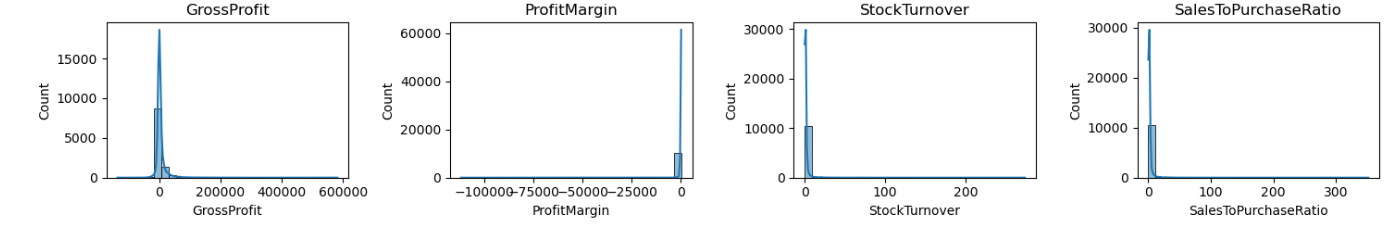 GrossProfit
15000
10000
5000
0
Count
0
200000
400000
600000
GrossProfit
ProfitMargin
60000
40000
20000
0
Count
−100000
−75000
−50000
−25000
0
ProfitMargin
StockTurnover
30000
20000
10000
0
Count
0
100
200
StockTurnover
SalesToPurchaseRatio
30000
20000
10000
0
Count
0
100
200
300
SalesToPurchaseRatio